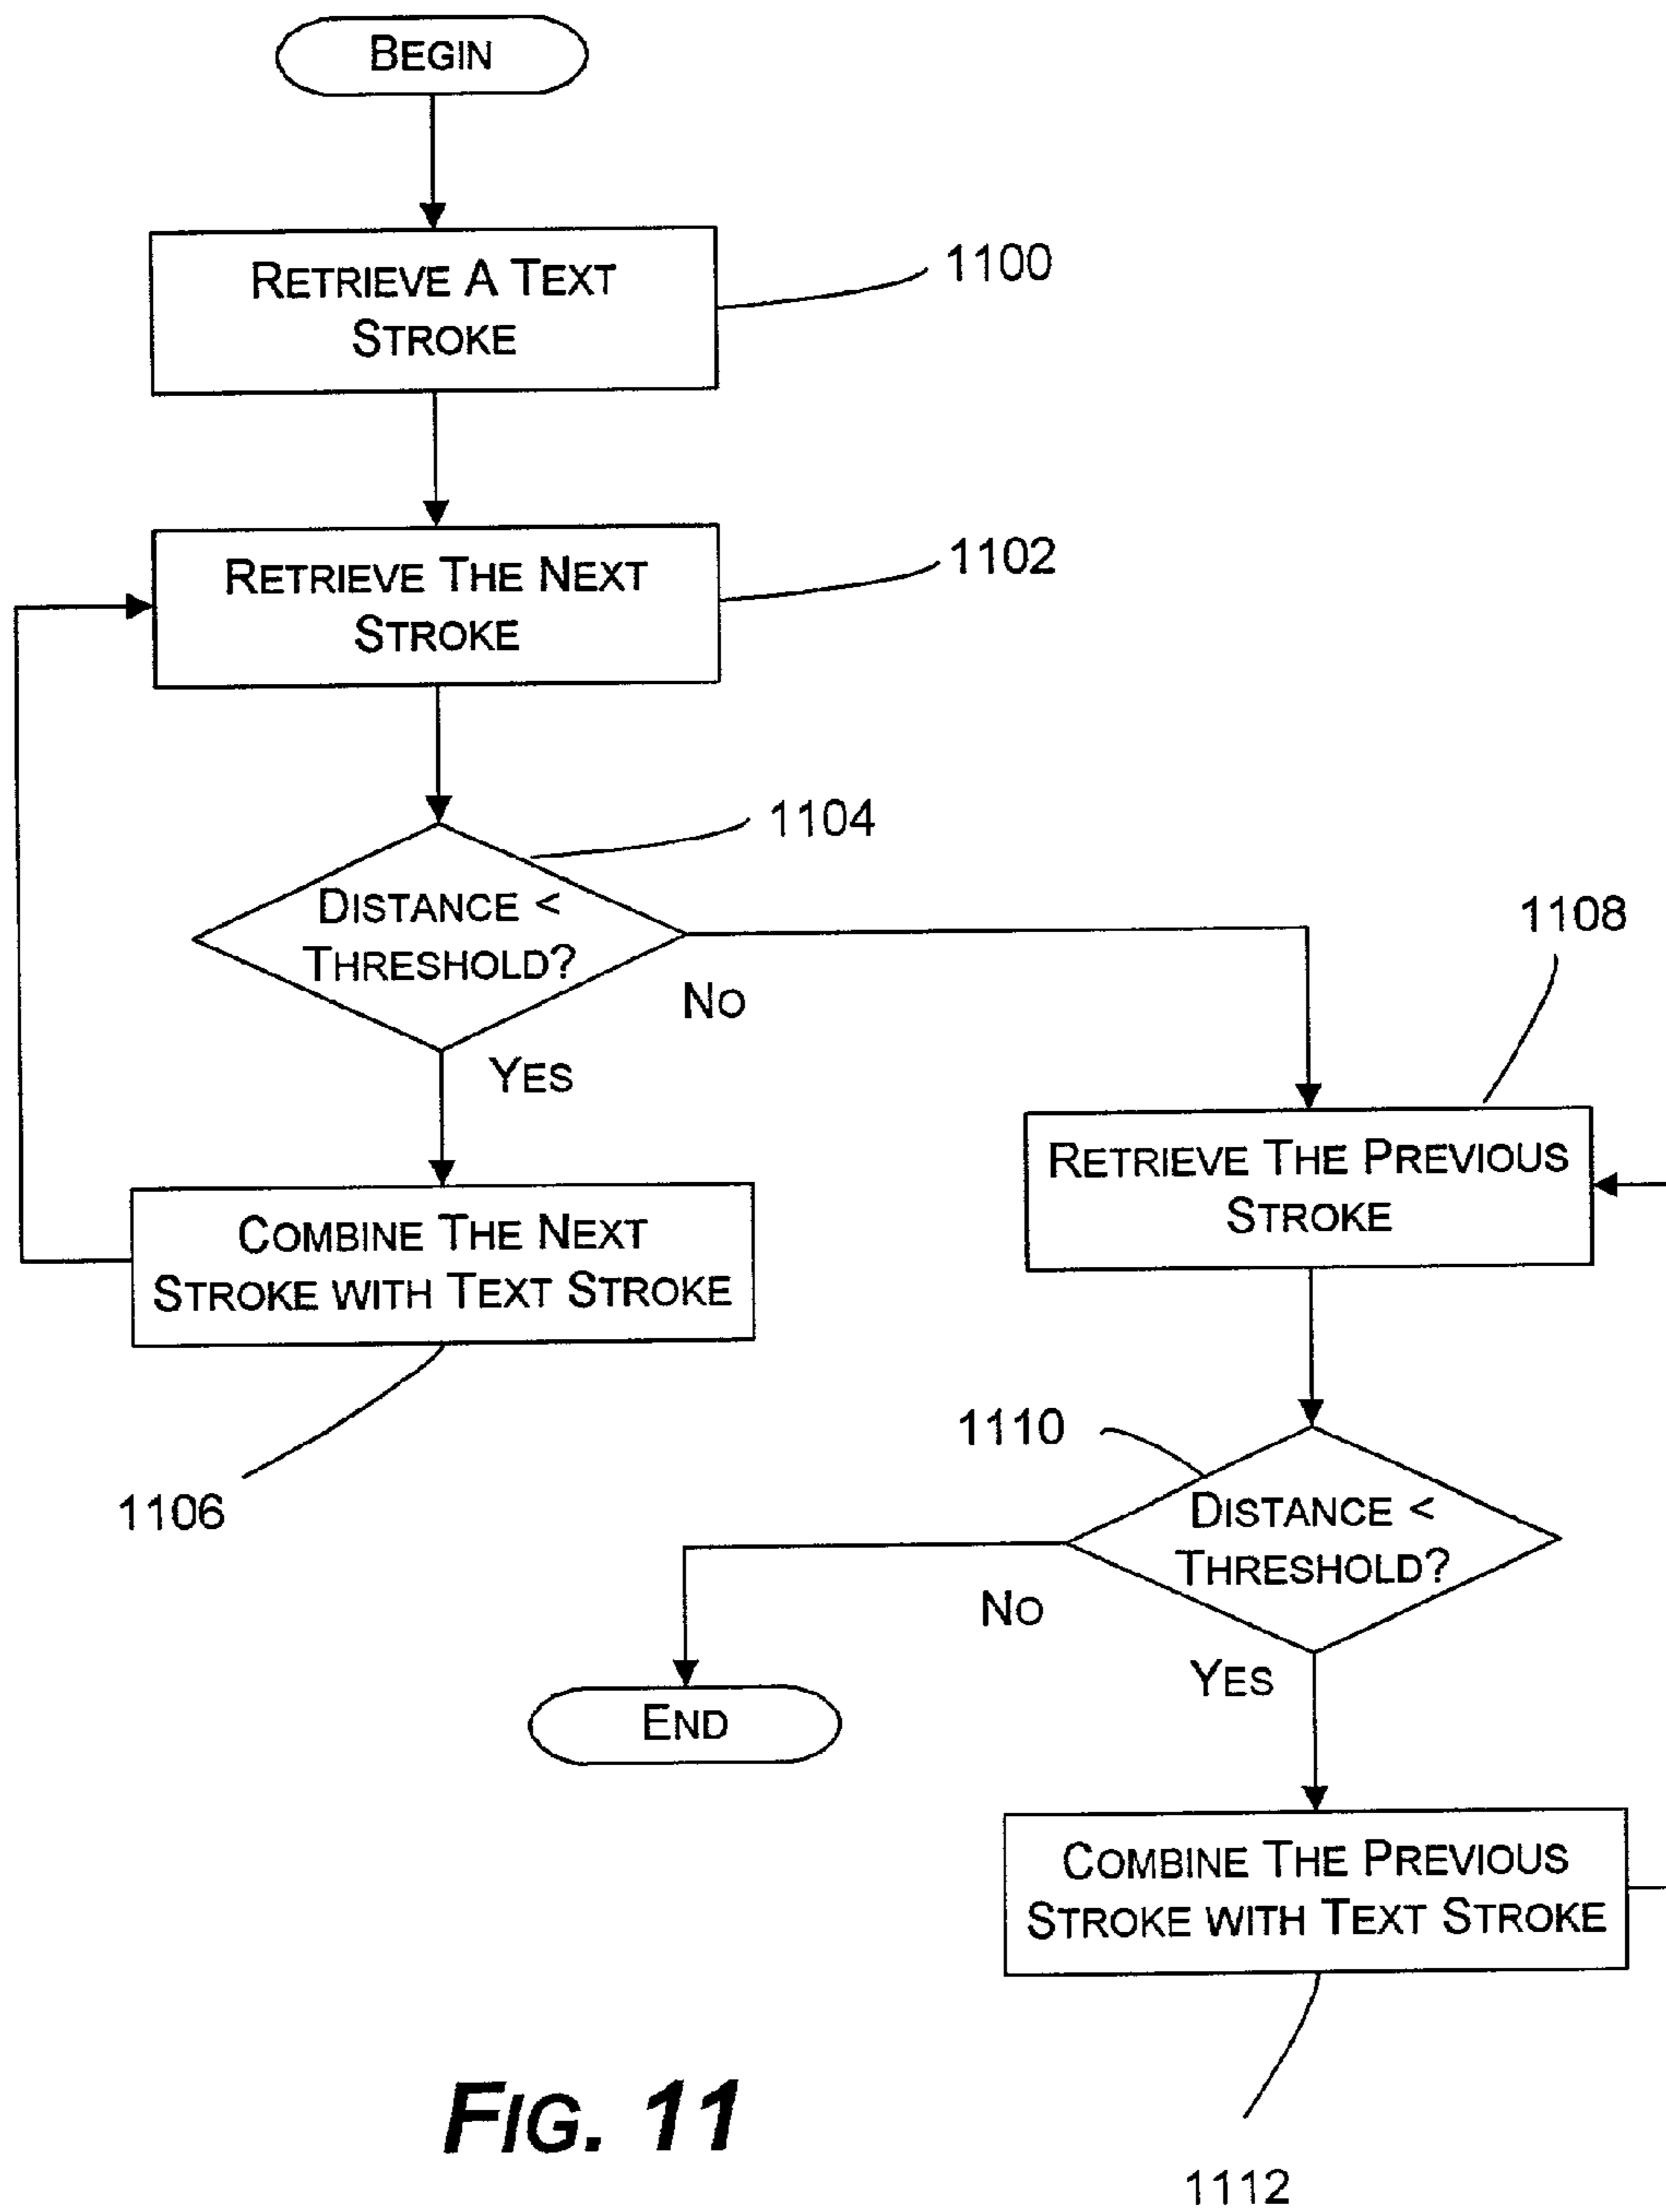 BEGIN
RETRIEVE A TEXT
STROKE
1100
RETRIEVE THE NEXT
STROKE
1102
1104
DISTANCE <
THRESHOLD?
NO
YES
1108
RETRIEVE THE PREVIOUS
STROKE
COMBINE THE NEXT
STROKE WITH TEXT STROKE
1106
1110
DISTANCE <
THRESHOLD?
NO
YES
END
COMBINE THE PREVIOUS
STROKE WITH TEXT STROKE
1112
FIG. 11